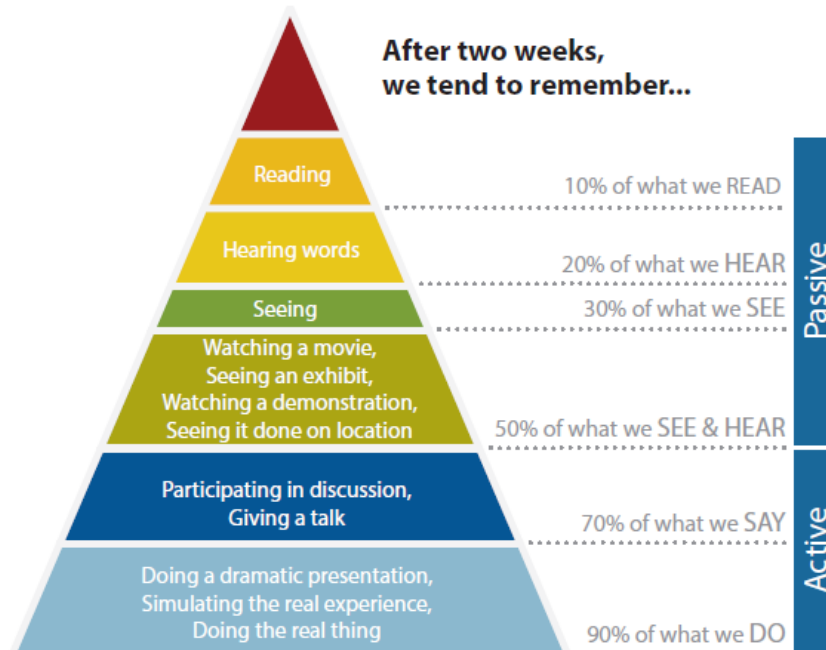 After two weeks,
we tend to remember...
Reading
10% of what we READ
Hearing words
20% of what we HEAR
Seeing
30% of what we SEE
Watching a movie,
Seeing an exhibit,
Watching a demonstration,
Seeing it done on location
50% of what we SEE & HEAR
Passive
Participating in discussion,
Giving a talk
70% of what we SAY
Doing a dramatic presentation,
Simulating the real experience,
Doing the real thing
90% of what we DO
Active